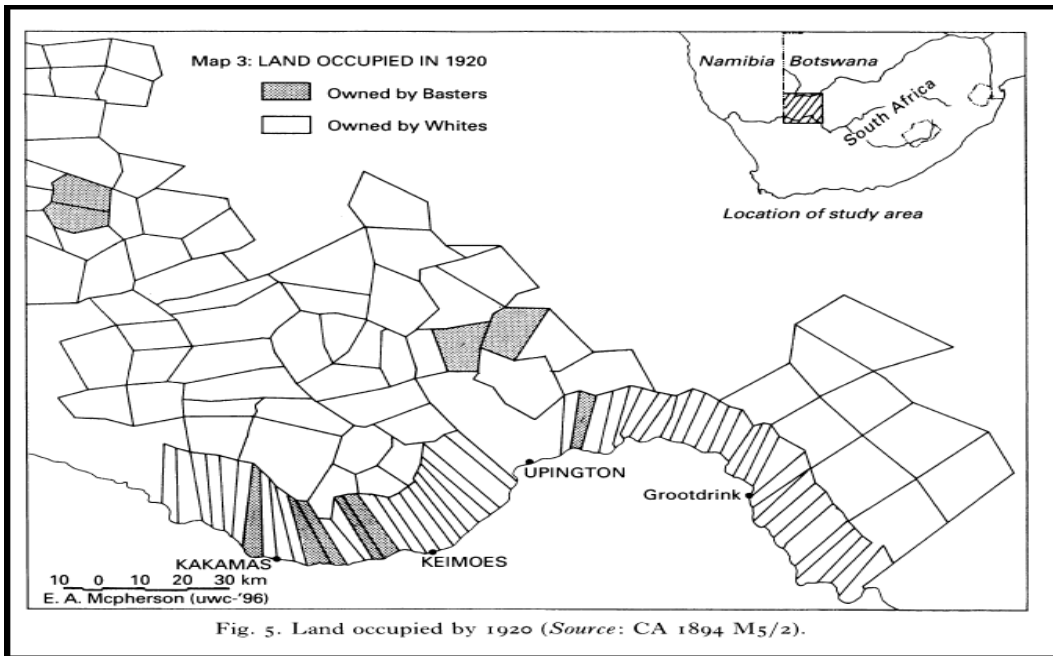 Map 3: LAND OCCUPIED IN 1920
Owned by Basters
Owned by Whites
Namibia
Botswana
South Africa
Location of study area
UPINGTON
Grootdrink
KAKAMAS
KEIMOES
10 0 10 20 30 km
E. A. Mcpherson (uwc-'96)
Fig. 5. Land occupied by 1920 (Source: CA 1894 M5/2).